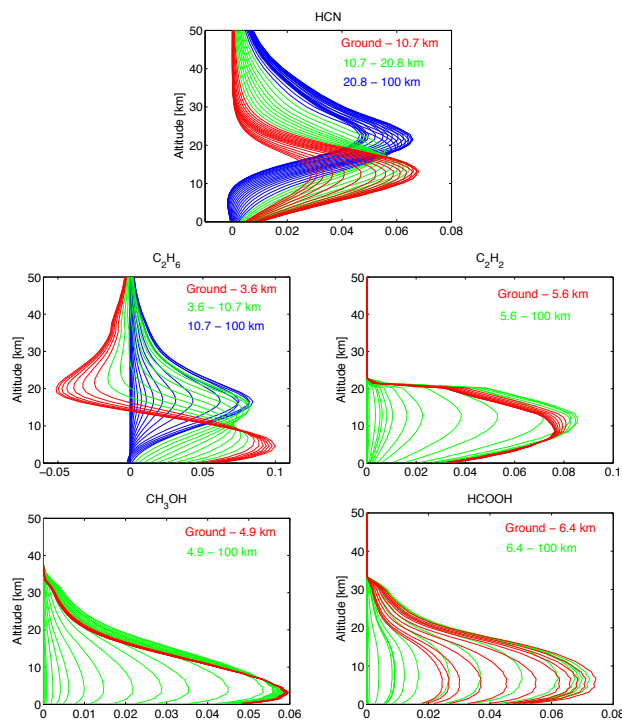 HCN
50
40
30
20
10
0
Altitude [km]
Ground – 10.7 km
10.7 – 20.8 km
20.8 – 100 km
0 0.02 0.04 0.06 0.08
C₂H₆
50
40
30
20
10
0
Altitude [km]
Ground – 3.6 km
3.6 – 10.7 km
10.7 – 100 km
−0.05 0 0.05 0.1
C₂H₂
50
40
30
20
10
0
Altitude [km]
Ground – 5.6 km
5.6 – 100 km
0 0.02 0.04 0.06 0.08 0.1
CH₃OH
50
40
30
20
10
0
Altitude [km]
Ground – 4.9 km
4.9 – 100 km
0 0.01 0.02 0.03 0.04 0.05 0.06
HCOOH
50
40
30
20
10
0
Altitude [km]
Ground – 6.4 km
6.4 – 100 km
0 0.02 0.04 0.06 0.08